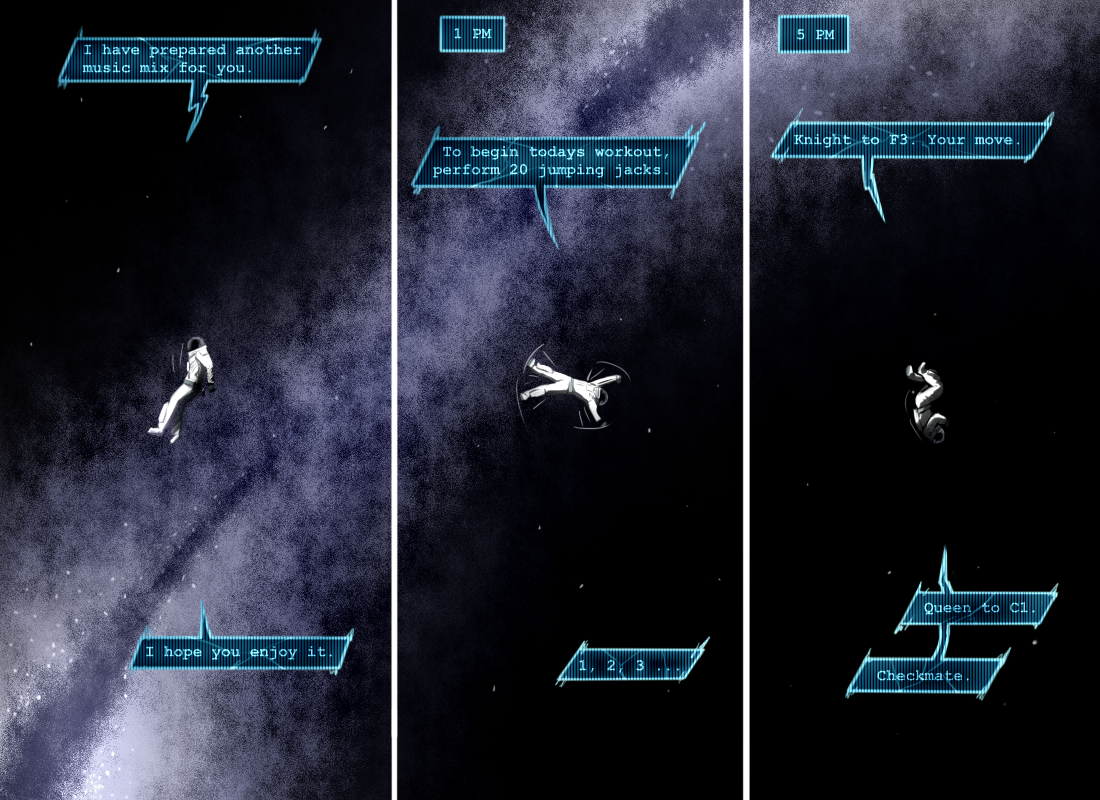 I have prepared another
music mix for you.
I hope you enjoy it.
1 PM
To begin todays workout,
perform 20 jumping jacks.
1, 2, 3 ...
5 PM
Knight to F3. Your move.
Queen to C1.
Checkmate.